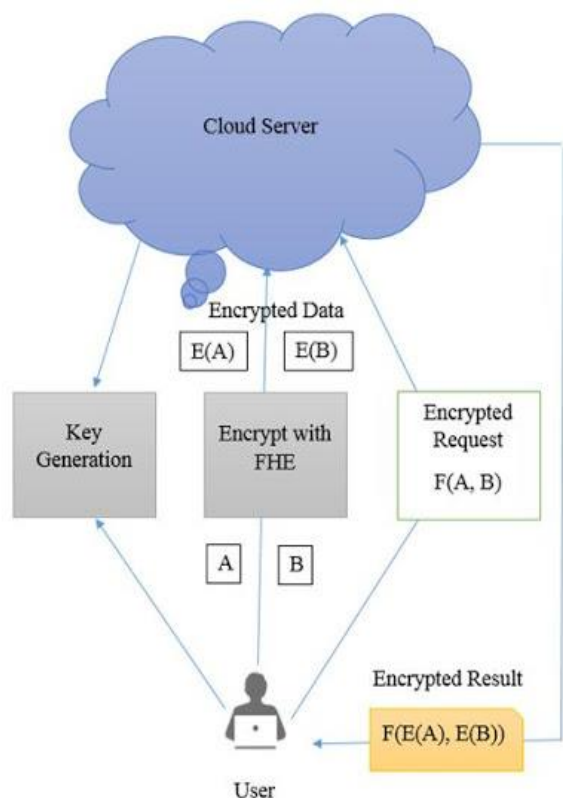 Cloud Server
Encrypted Data
E(A)
E(B)
Key
Generation
Encrypt with
FHE
Encrypted
Request
F(A, B)
A
B
Encrypted Result
F(E(A), E(B))
User